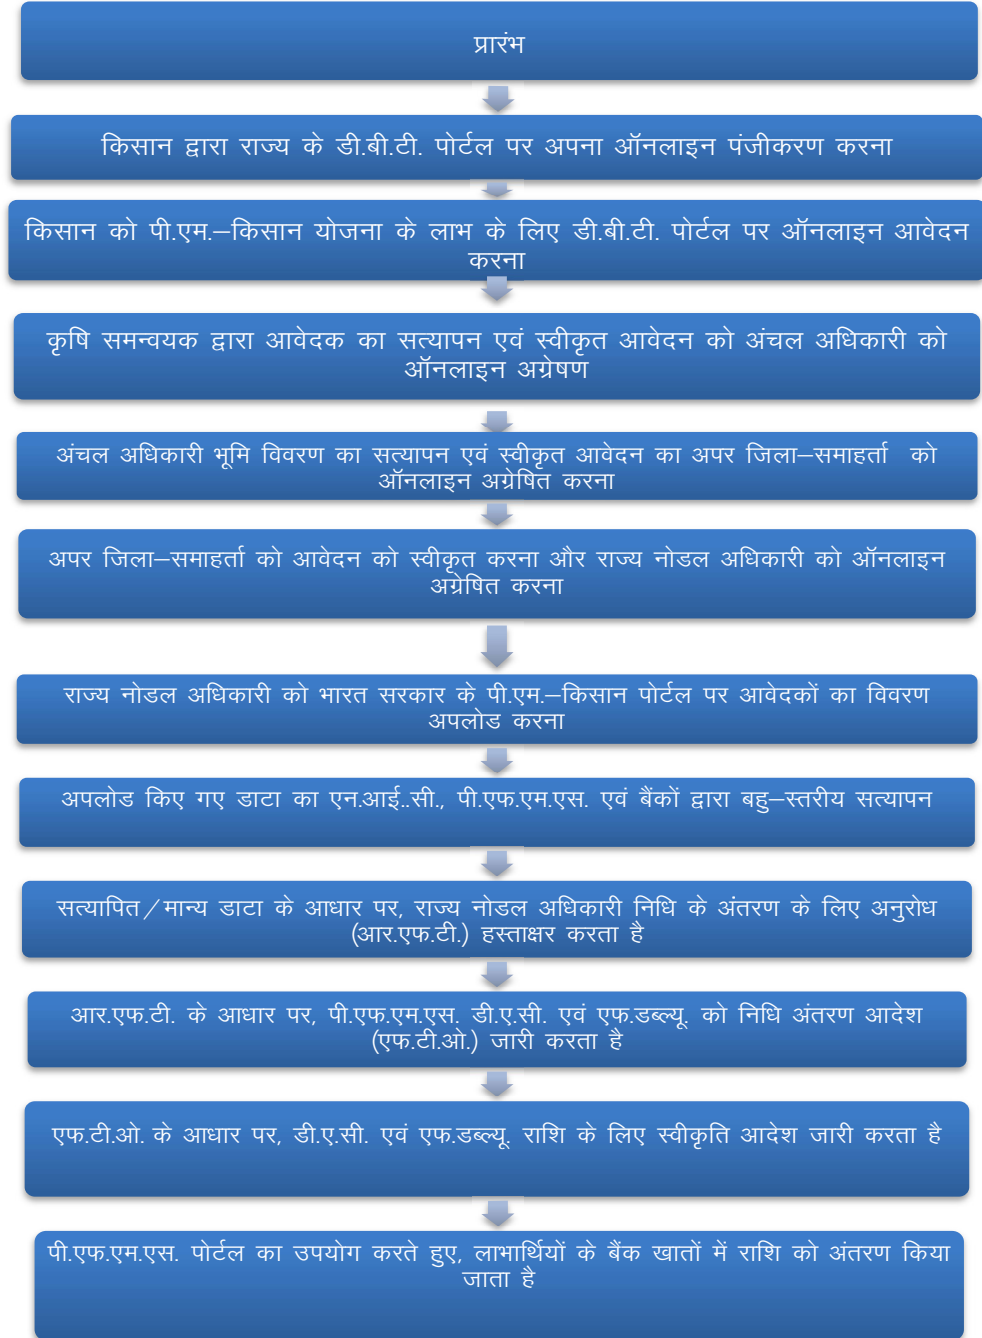 प्रारंभ
किसान द्वारा राज्य के डी.बी.टी. पोर्टल पर अपना ऑनलाइन पंजीकरण करना
किसान को पी.एम.–किसान योजना के लाभ के लिए डी.बी.टी. पोर्टल पर ऑनलाइन आवेदन
करना
कृषि समन्वयक द्वारा आवेदक का सत्यापन एवं स्वीकृत आवेदन को अंचल अधिकारी को
ऑनलाइन अग्रेषण
अंचल अधिकारी भूमि विवरण का सत्यापन एवं स्वीकृत आवेदन का अपर जिला–समाहर्ता को
ऑनलाइन अग्रेषित करना
अपर जिला–समाहर्ता को आवेदन को स्वीकृत करना और राज्य नोडल अधिकारी को ऑनलाइन
अग्रेषित करना
राज्य नोडल अधिकारी को भारत सरकार के पी.एम.–किसान पोर्टल पर आवेदकों का विवरण
अपलोड करना
अपलोड किए गए डाटा का एन.आई..सी., पी.एफ.एम.एस. एवं बैंकों द्वारा बहु–स्तरीय सत्यापन
सत्यापित/मान्य डाटा के आधार पर, राज्य नोडल अधिकारी निधि के अंतरण के लिए अनुरोध
(आर.एफ.टी.) हस्ताक्षर करता है
आर.एफ.टी. के आधार पर, पी.एफ.एम.एस. डी.ए.सी. एवं एफ.डब्ल्यू. को निधि अंतरण आदेश
(एफ.टी.ओ.) जारी करता है
एफ.टी.ओ. के आधार पर, डी.ए.सी. एवं एफ.डब्ल्यू. राशि के लिए स्वीकृति आदेश जारी करता है
पी.एफ.एम.एस. पोर्टल का उपयोग करते हुए, लाभार्थियों के बैंक खातों में राशि को अंतरण किया
जाता है